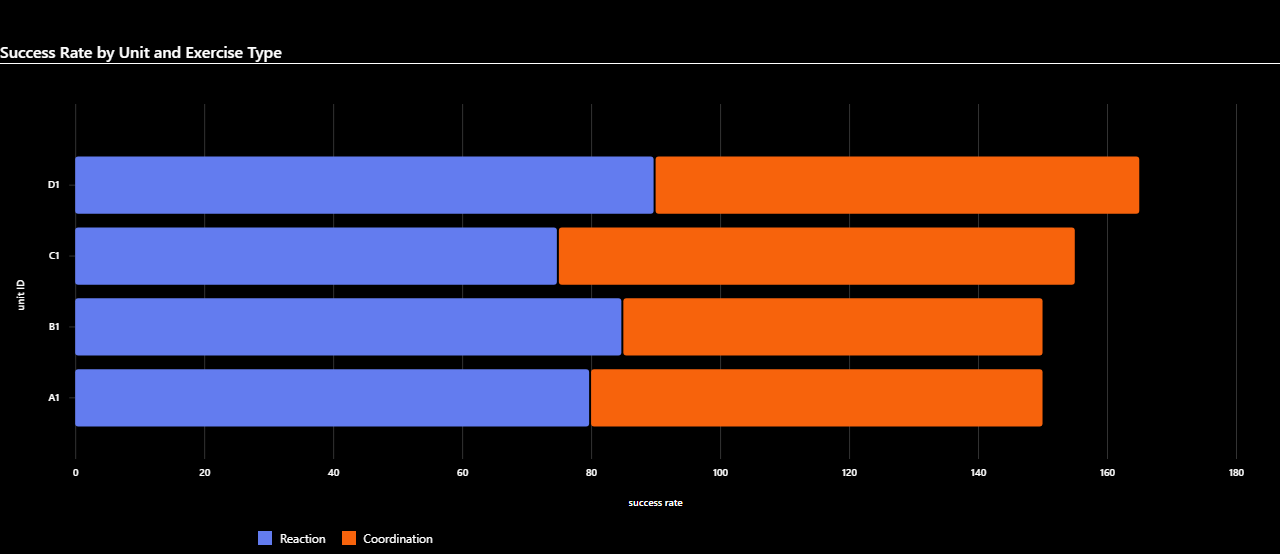 Success Rate by Unit and Exercise Type
D1
C1
B1
A1
unit ID
0 20 40 60 80 100 120 140 160 180
success rate
Reaction Coordination